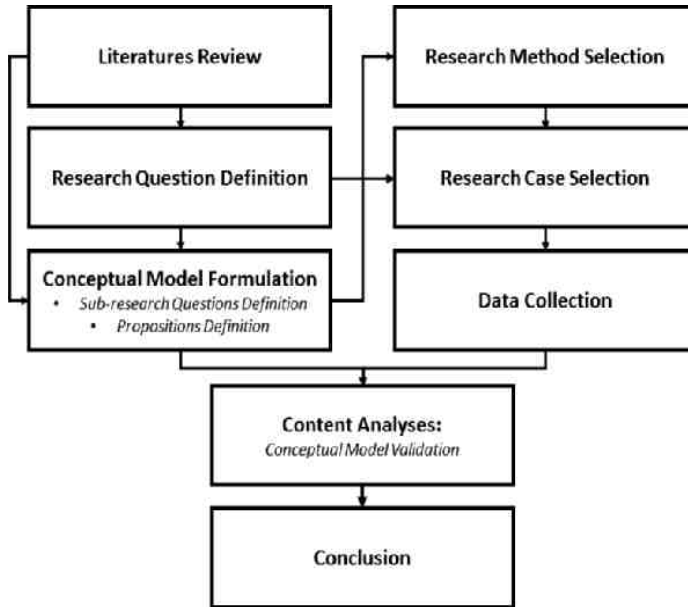 Literatures Review
Research Question Definition
Conceptual Model Formulation
• Sub-research Questions Definition
• Propositions Definition
Research Method Selection
Research Case Selection
Data Collection
Content Analyses:
Conceptual Model Validation
Conclusion